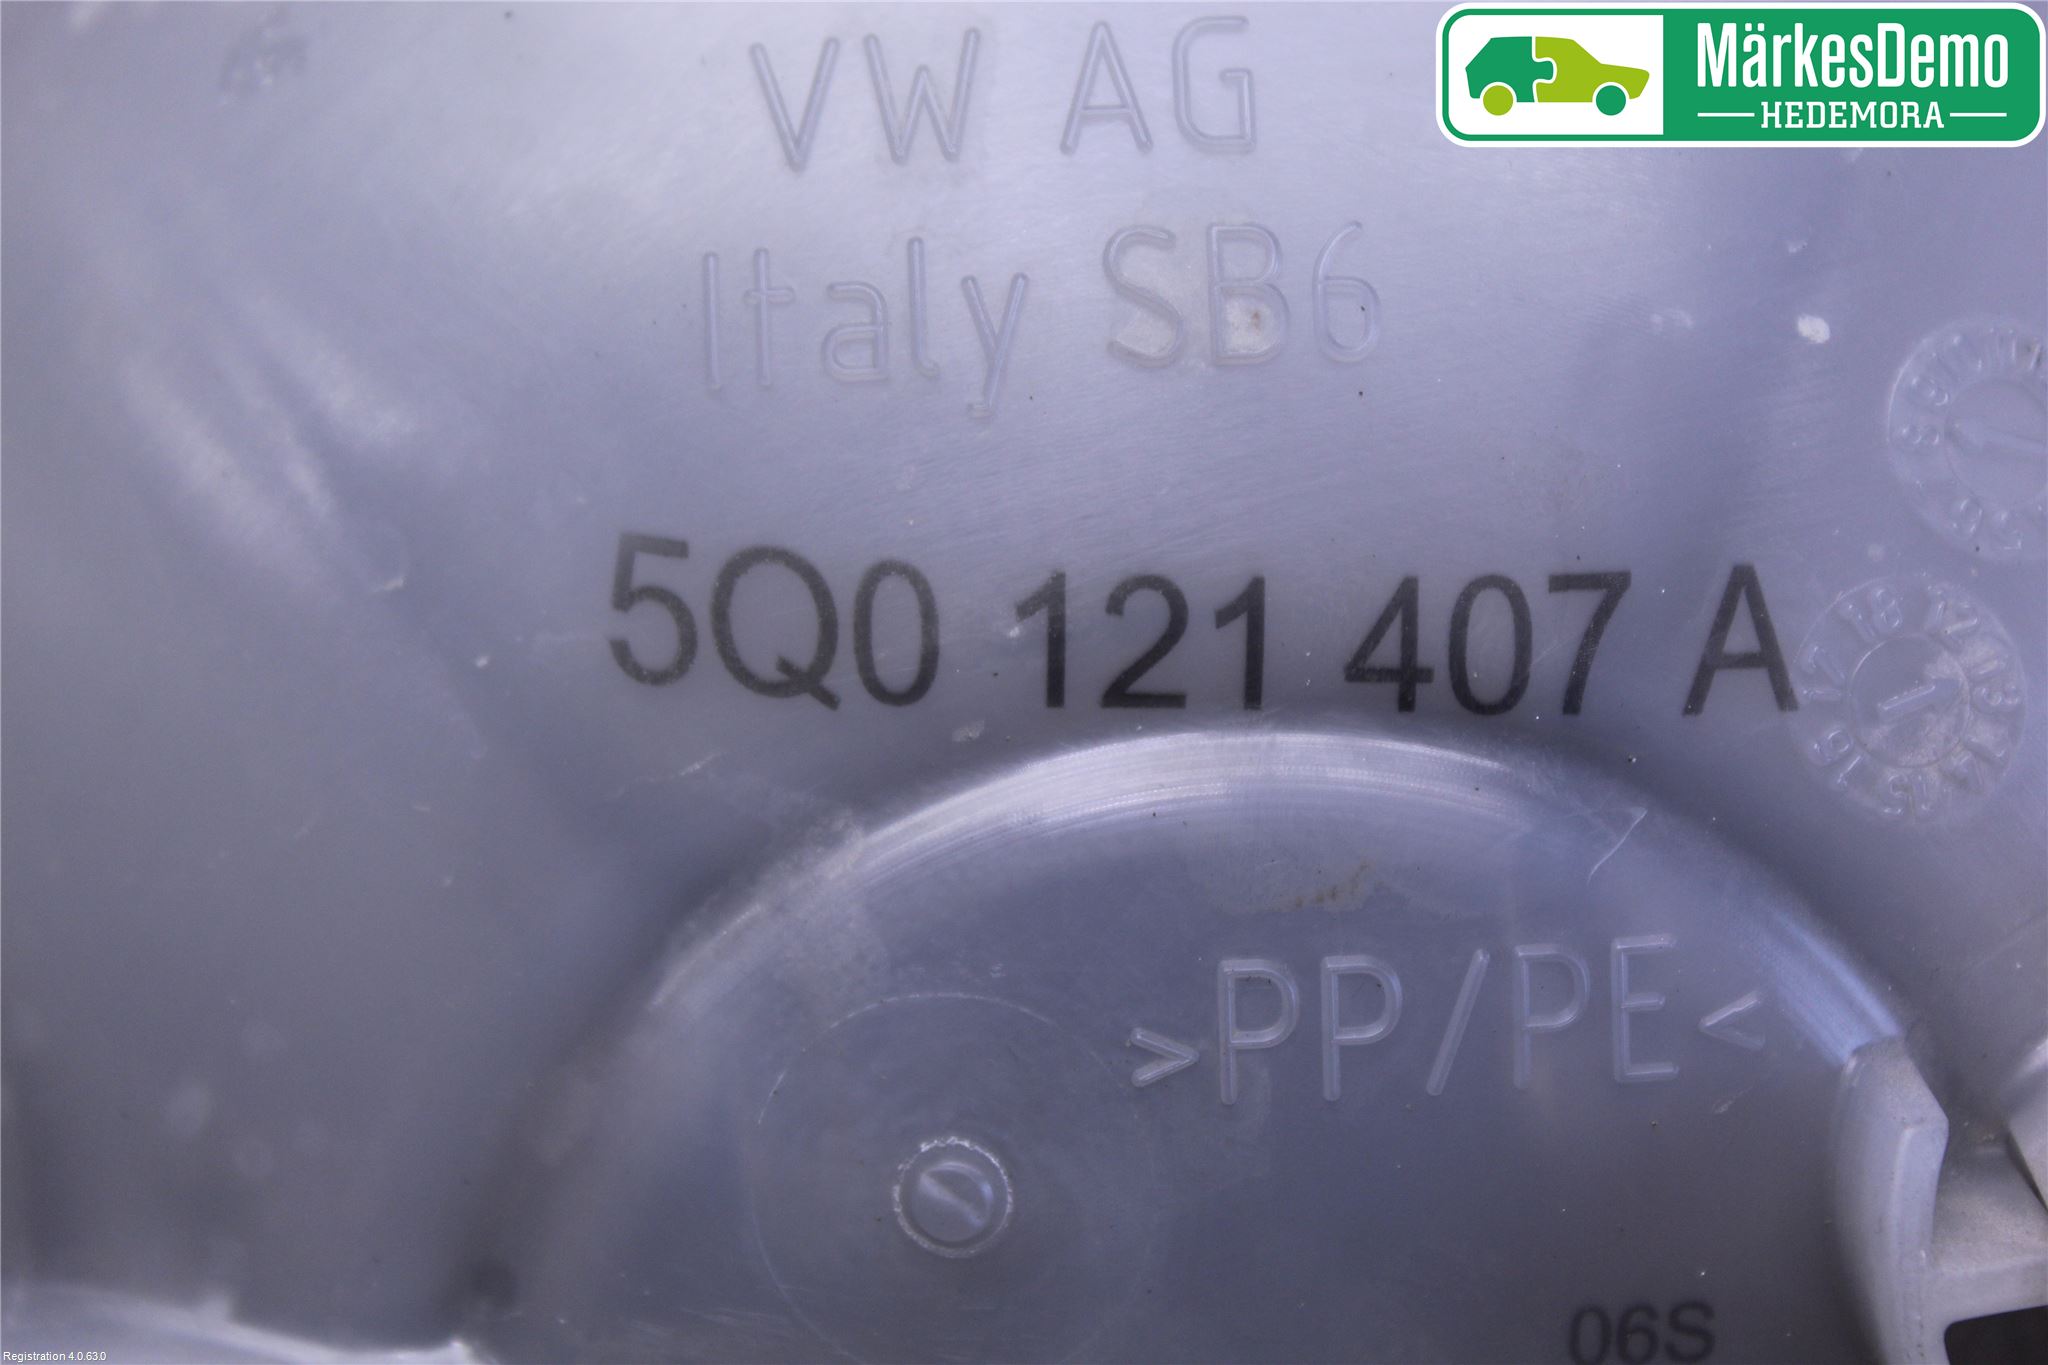 MärkesDemo
HEDEMORA
VW AG
Italy SB6
5Q0 121 407 A
>PP/PE<
06S
Registration 4.0.63.0